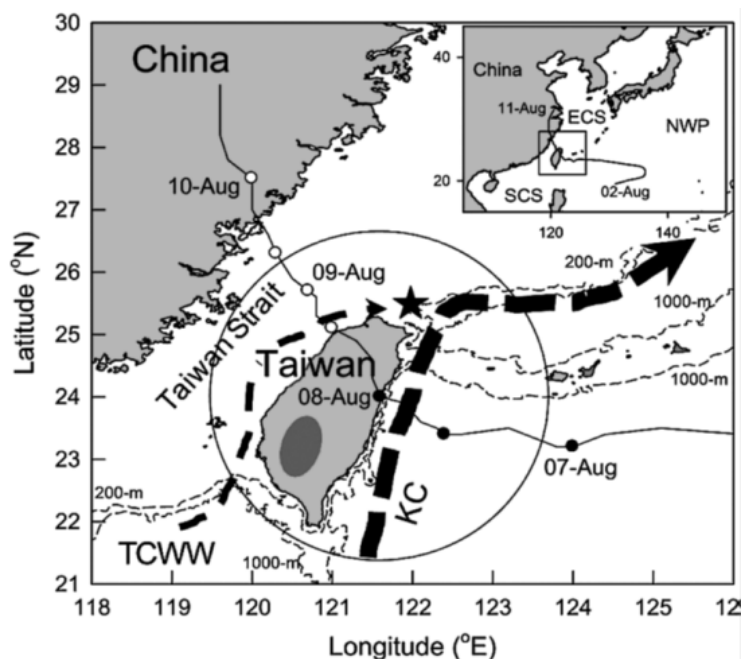 30
29
28
27
26
25
24
23
22
21
Latitude (°N)
118
119
120
121
122
123
124
125
Longitude (°E)
China
10-Aug
09-Aug
Taiwan Strait
Taiwan
08-Aug
07-Aug
KC
TCWW
200-m
1000-m
200-m
1000-m
1000-m
40
20
120
140
China
11-Aug
ECS
NWP
SCS
02-Aug